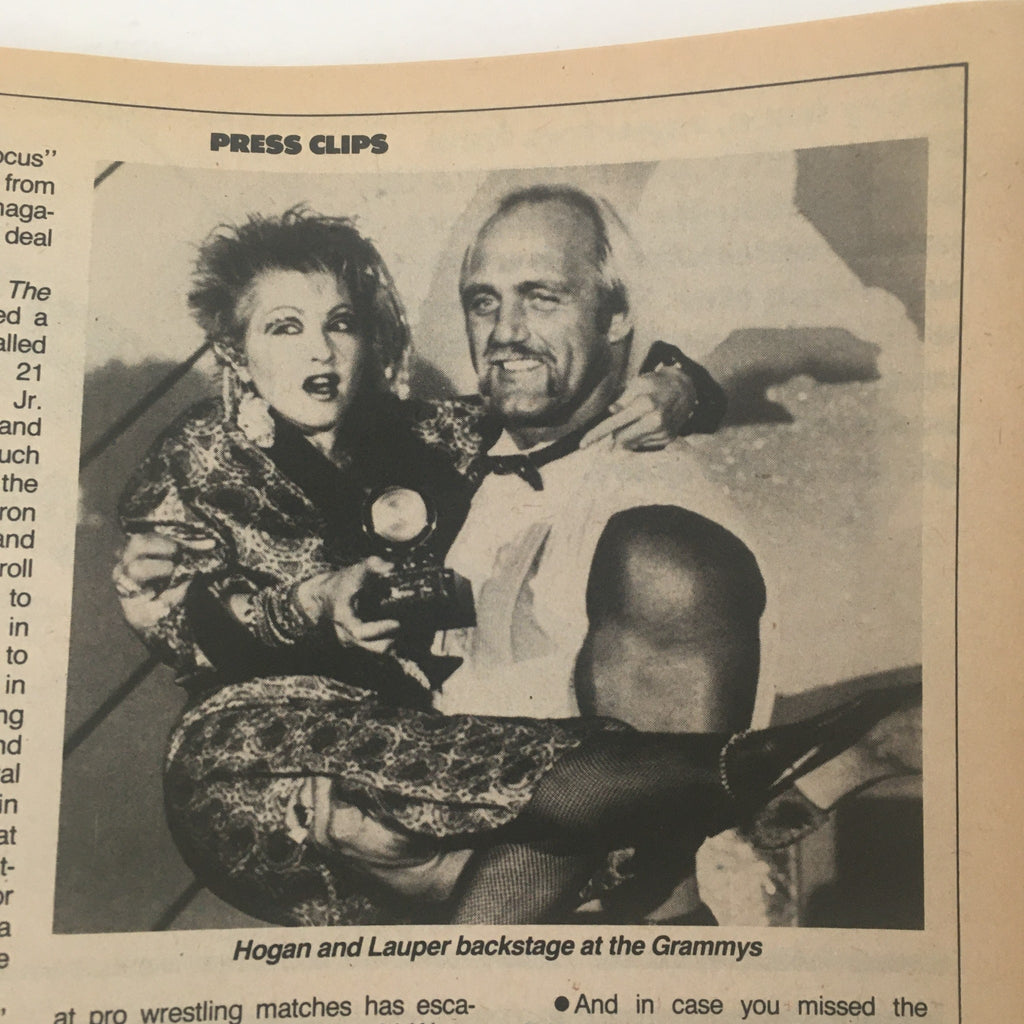 PRESS CLIPS
ocus"
from
naga-
deal
The
ed a
alled
21
Jr.
and
uch
the
ron
and
roll
to
in
to
in
ng
nd
al
in
at
t-
or
a
e
Hogan and Lauper backstage at the Grammys
at pro wrestling matches has esca-
●And in case you missed the